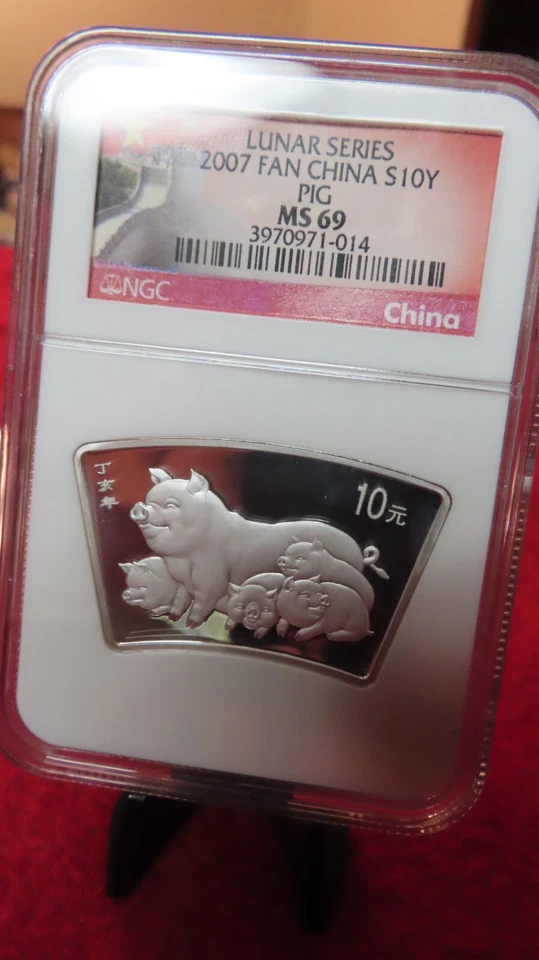 LUNAR SERIES
2007 FAN CHINA S10Y
PIG
MS 69
3970971-014
NGC
China
丁亥年
10元